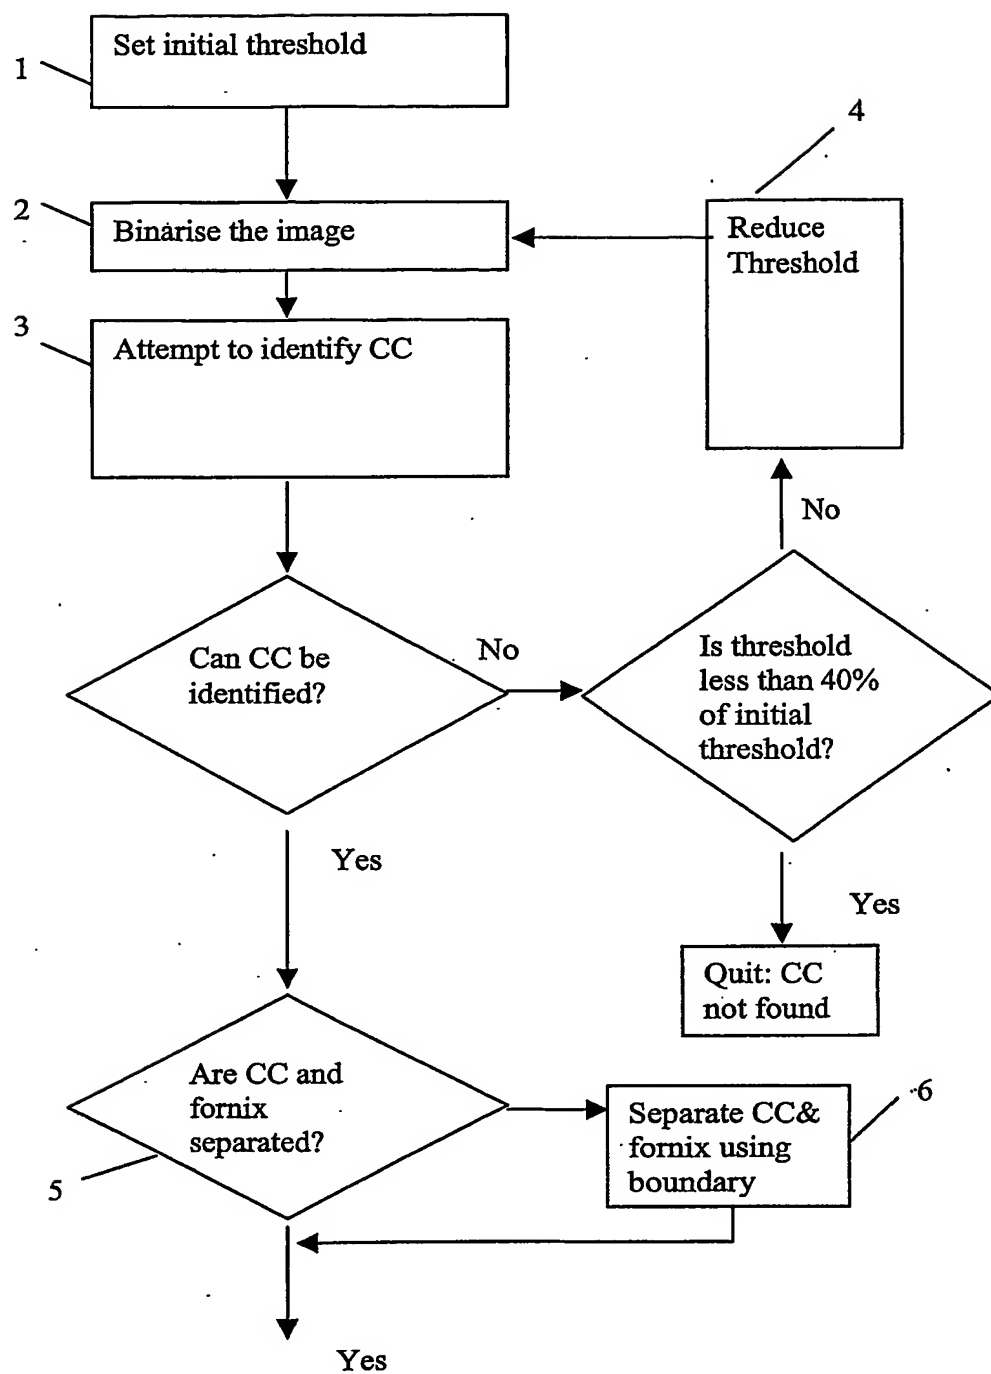 Set initial threshold
1
4
2
Binarise the image
Reduce
Threshold
3
Attempt to identify CC
No
Can CC be
identified?
No
Is threshold
less than 40%
of initial
threshold?
Yes
Yes
Quit: CC
not found
Are CC and
fornix
separated?
5
Separate CC&
fornix using
boundary
6
Yes